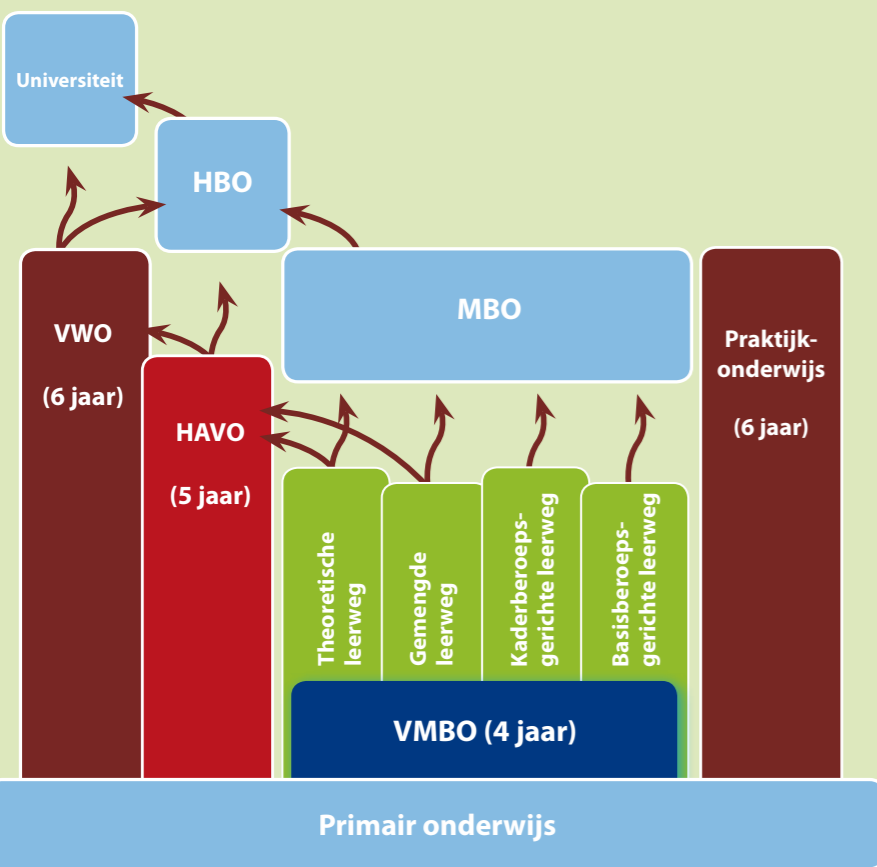 Universiteit
HBO
MBO
VWO
(6 jaar)
HAVO
(5 jaar)
Praktijk-
onderwijs
(6 jaar)
Theoretische
leerweg
Gemengde
leerweg
Kaderberoeps-
gerichte leerweg
Basisberoeps-
gerichte leerweg
VMBO (4 jaar)
Primair onderwijs